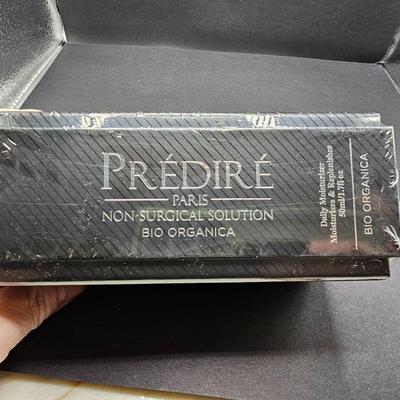 PRÉDIRÉ
PARIS
NON-SURGICAL SOLUTION
BIO ORGANICA
Daily Moisturizer
Moisturizes & Replenishes
50ml/1.7fl oz
BIO ORGANICA